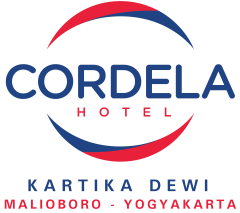 CORDELA
HOTEL
KARTIKA DEWI
MALIOBORO - YOGYAKARTA